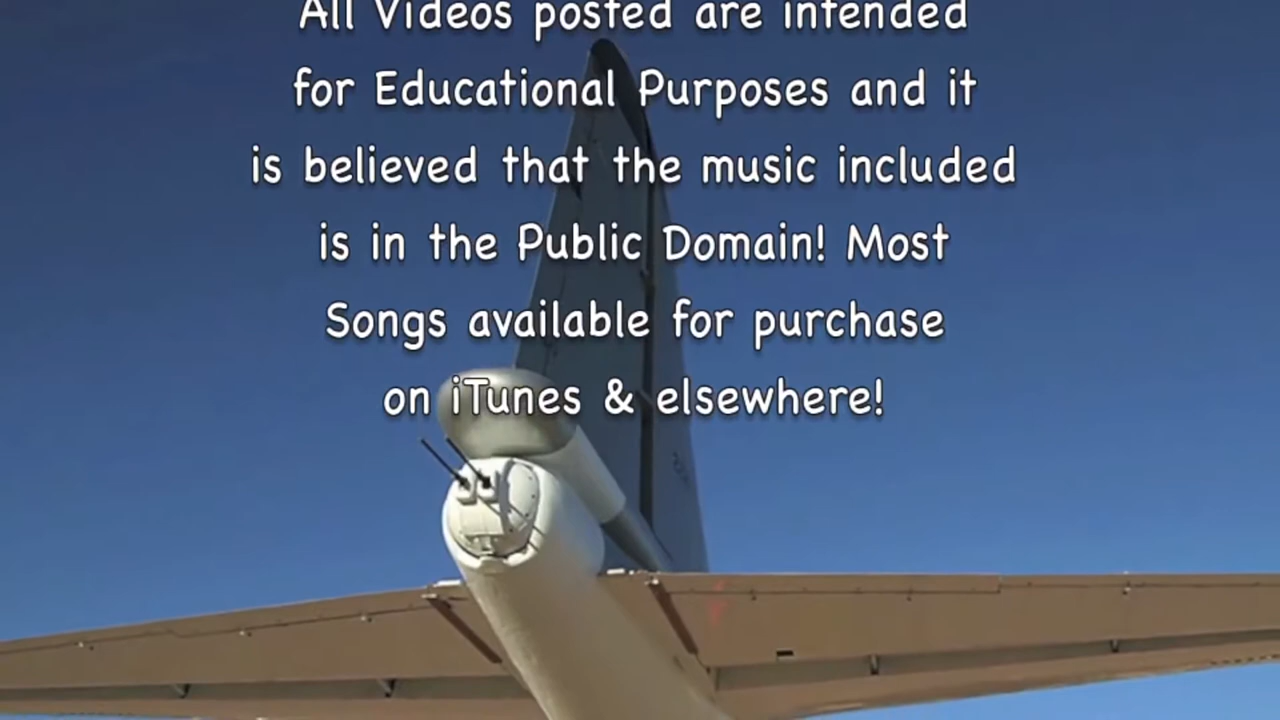 All Videos posted are intended
for Educational Purposes and it
is believed that the music included
is in the Public Domain! Most
Songs available for purchase
on iTunes & elsewhere!